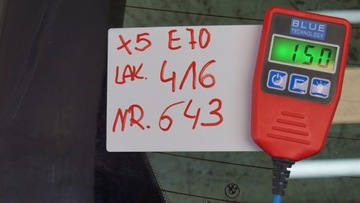 X5 E70
LAK. 416
NR. 643
BLUE
TECHNOLOGY
150